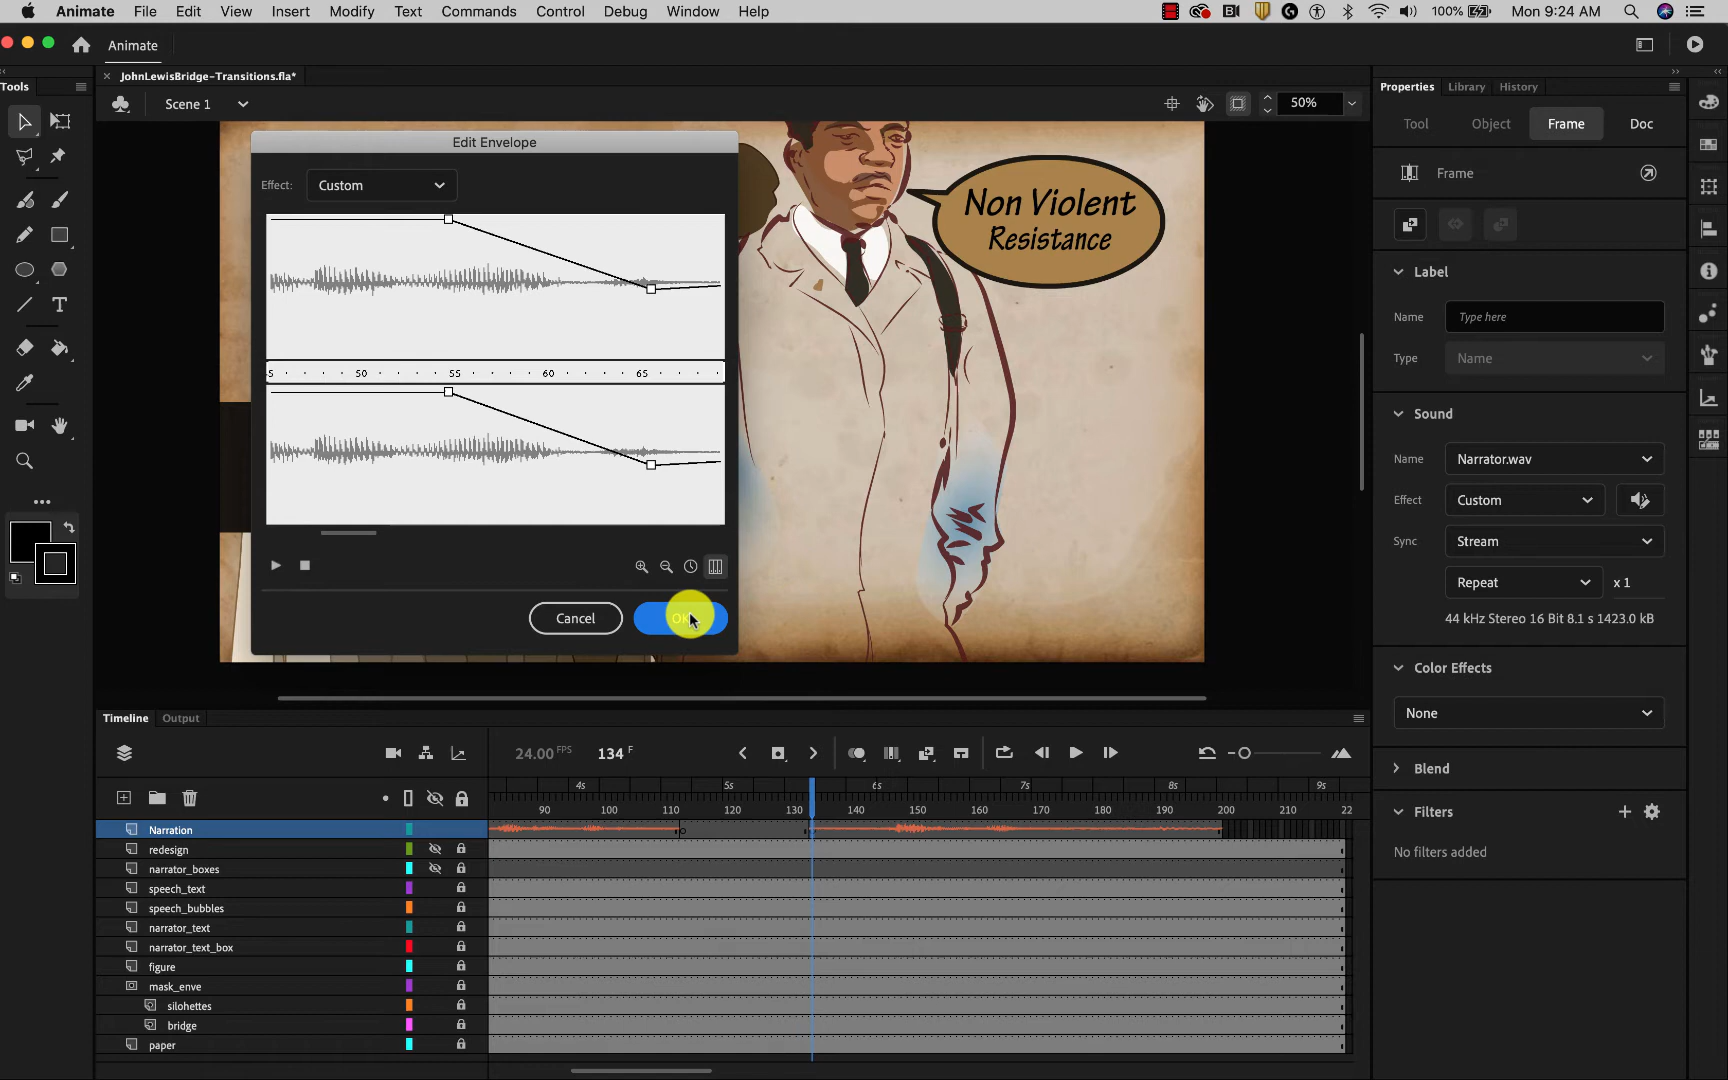 Animate File Edit View Insert Modify Text Commands Control Debug Window Help 100% Mon 9:24 AM
Animate
JohnLewisBridge-Transitions.fla*
Tools
Scene 1
50%
Edit Envelope
Effect: Custom
50 55 60 65
Cancel
Non Violent
Resistance
Properties Library History
Tool Object Frame Doc
Frame
Label
Name Type here
Type Name
Sound
Name Narrator.wav
Effect Custom
Sync Stream
Repeat x 1
44 kHz Stereo 16 Bit 8.1 s 1423.0 kB
Color Effects
None
Blend
Filters
No filters added
Timeline Output
24.00 FPS 134 F
4s 5s 6s 7s 8s 9s
90 100 110 120 130 140 150 160 170 180 190 200 210 22
Narration
redesign
narrator_boxes
speech_text
speech_bubbles
narrator_text
narrator_text_box
figure
mask_enve
silohettes
bridge
paper